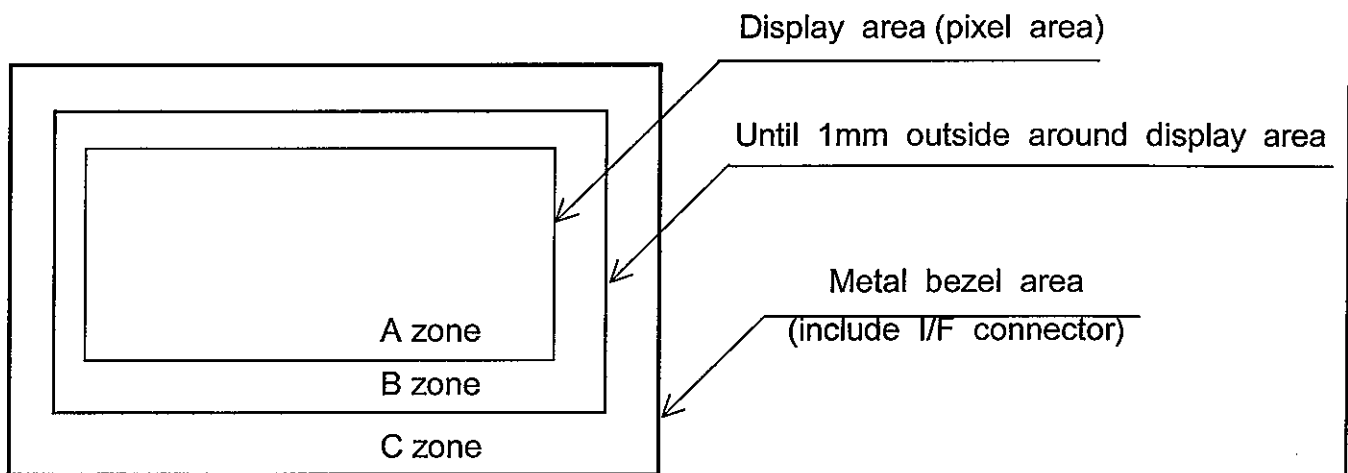 Display area (pixel area)
Until 1mm outside around display area
Metal bezel area
(include I/F connector)
A zone
B zone
C zone